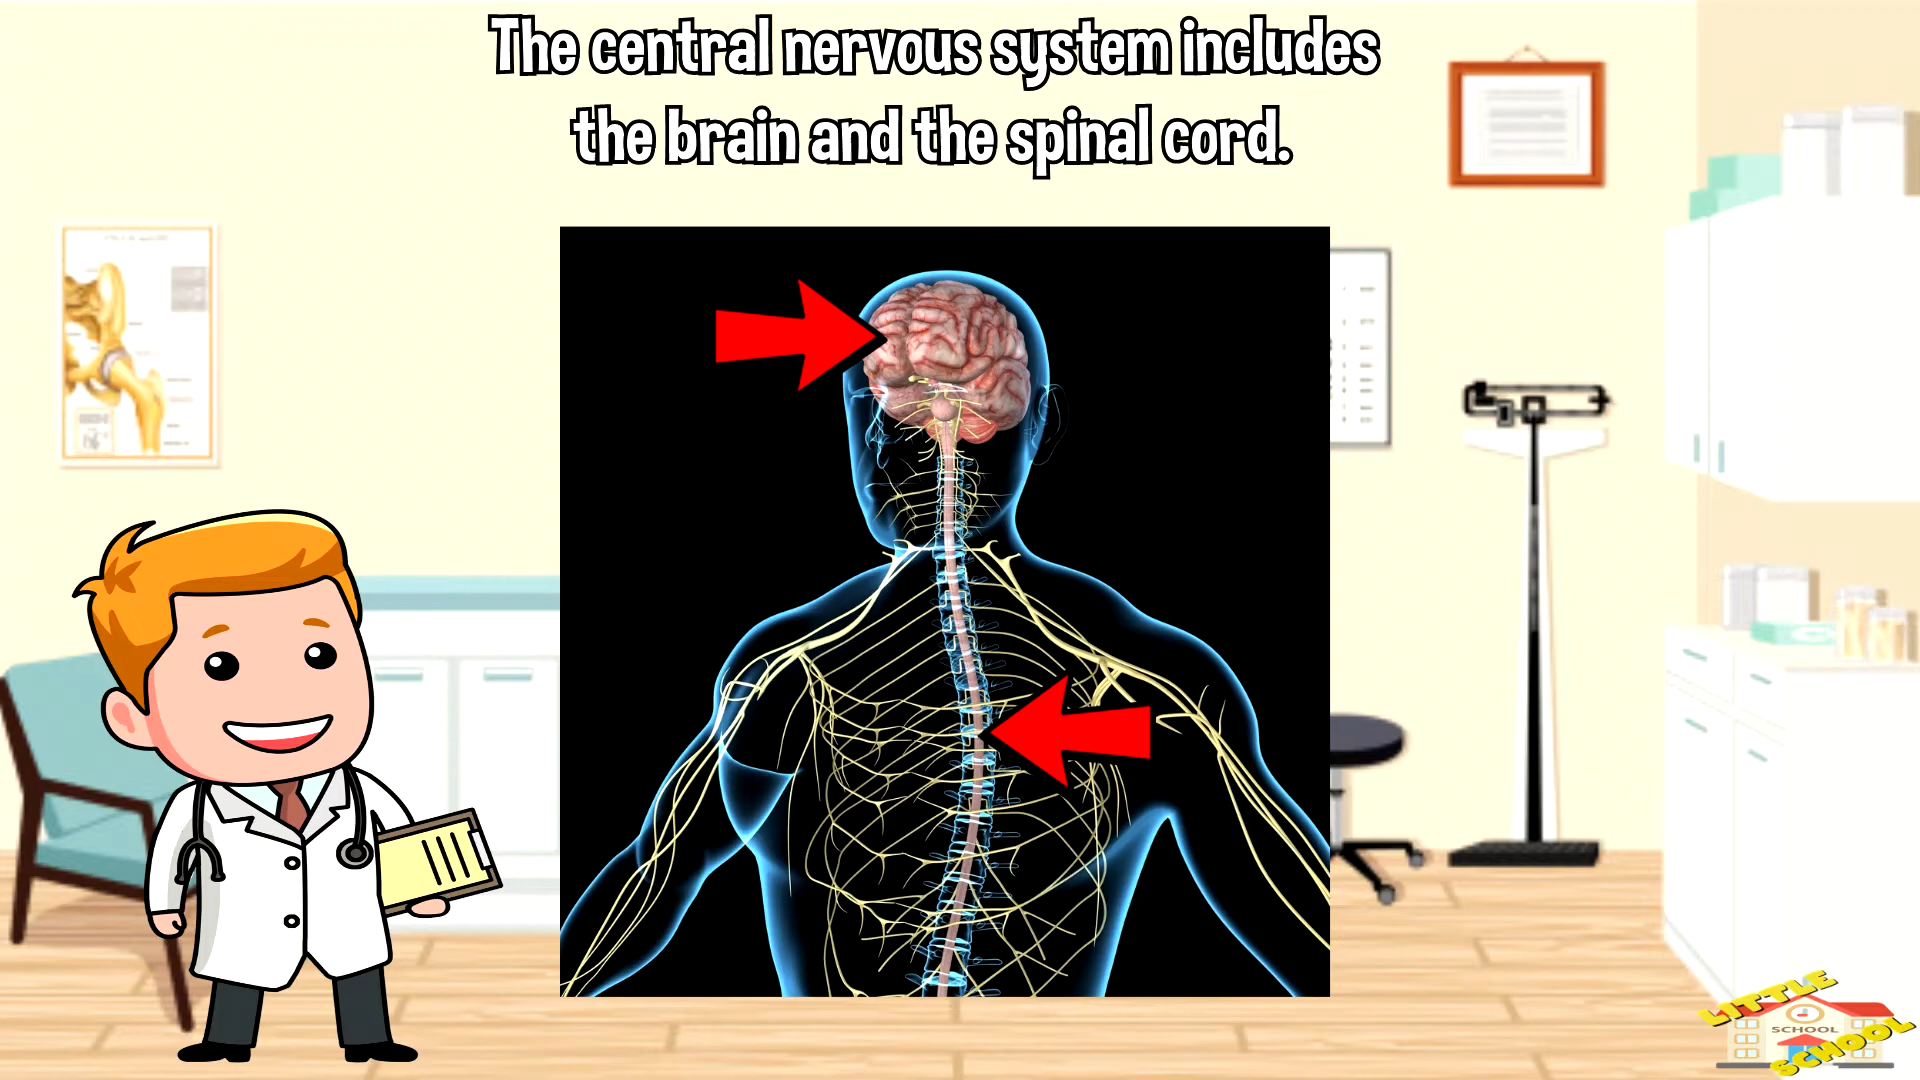 The central nervous system includes
the brain and the spinal cord.
LITTLE
SCHOOL
SCHOOL